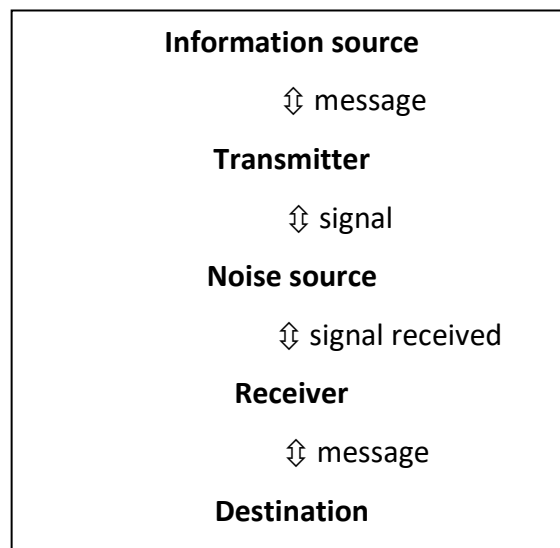 Information source
⇳ message
Transmitter
⇳ signal
Noise source
⇳ signal received
Receiver
⇳ message
Destination